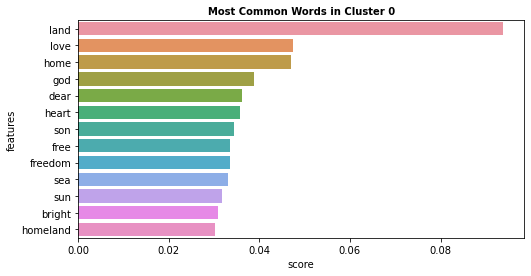 Most Common Words in Cluster 0
features
land
love
home
god
dear
heart
son
free
freedom
sea
sun
bright
homeland
0.00 0.02 0.04 0.06 0.08
score